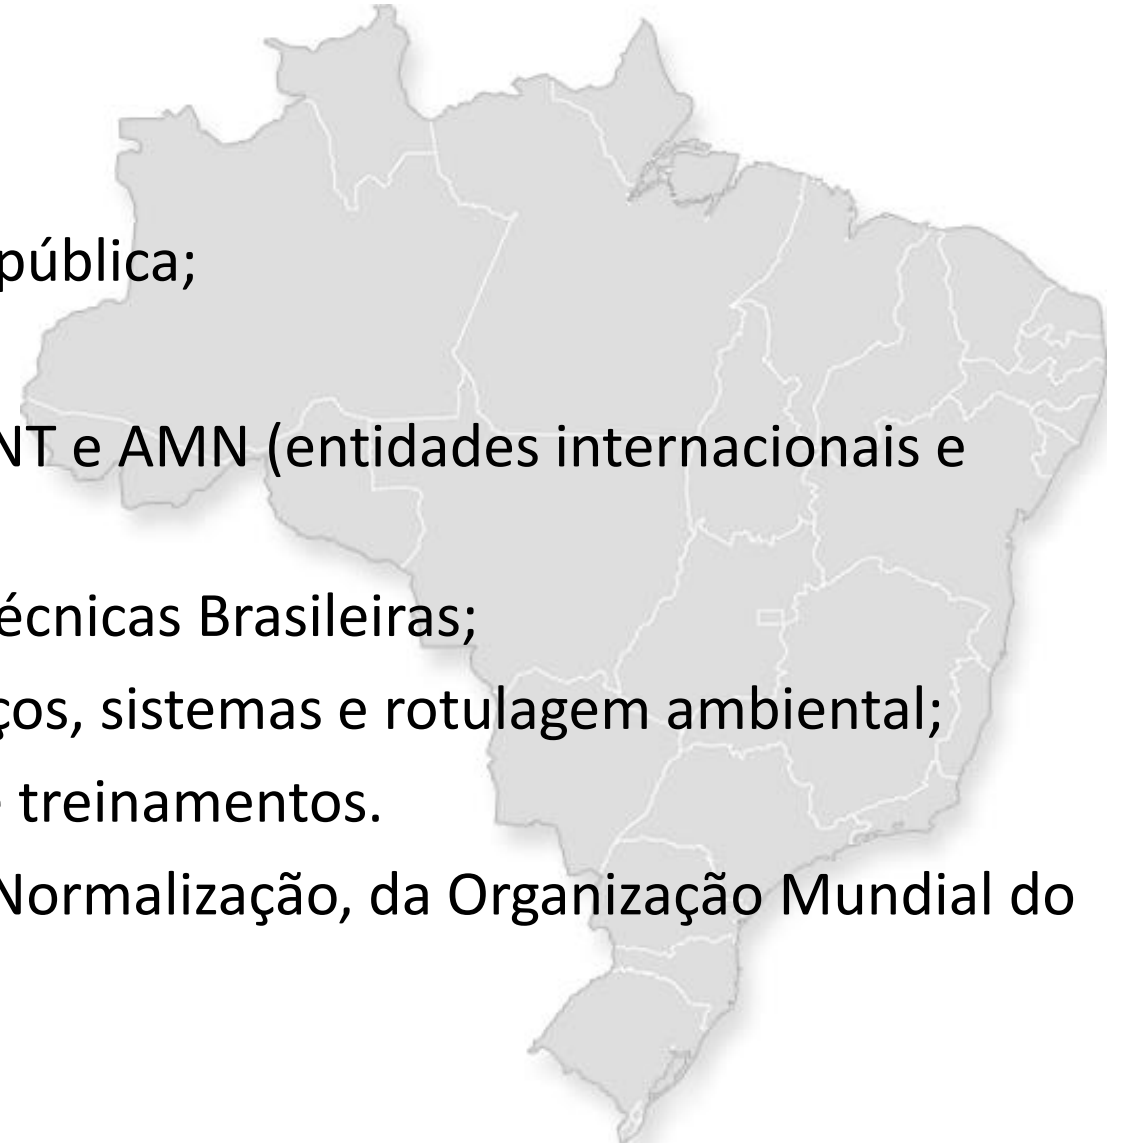 pública;
NT e AMN (entidades internacionais e
écnicas Brasileiras;
ços, sistemas e rotulagem ambiental;
treinamentos.
Normalização, da Organização Mundial do